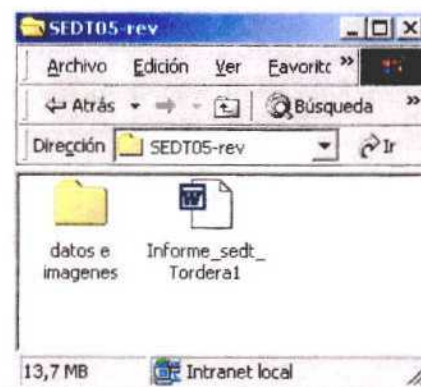 SEDT05-rev
Archivo Edición Ver Favoritc »
Atrás Búsqueda »
Dirección SEDT05-rev Ir
datos e
imagenes
Informe_sedt_
Tordera1
13,7 MB Intranet local